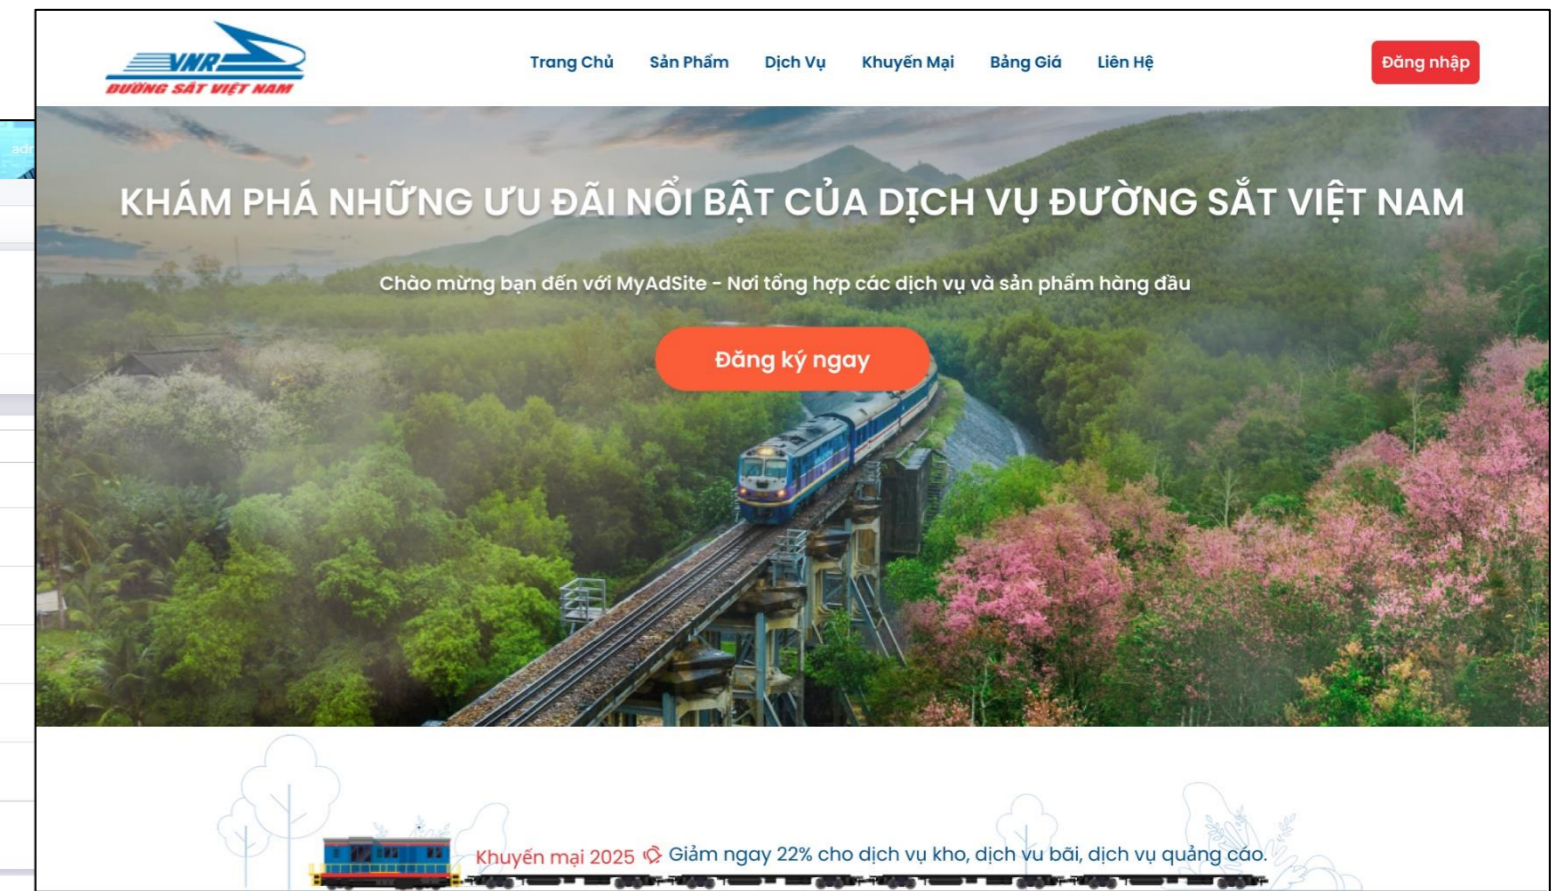 VNR
ĐƯỜNG SẮT VIỆT NAM
Trang Chủ Sản Phẩm Dịch Vụ Khuyến Mại Bảng Giá Liên Hệ
Đăng nhập
KHÁM PHÁ NHỮNG ƯU ĐÃI NỔI BẬT CỦA DỊCH VỤ ĐƯỜNG SẮT VIỆT NAM
Chào mừng bạn đến với MyAdSite - Nơi tổng hợp các dịch vụ và sản phẩm hàng đầu
Đăng ký ngay
Khuyến mại 2025 Giảm ngay 22% cho dịch vụ kho, dịch vu bãi, dịch vụ quảng cáo.